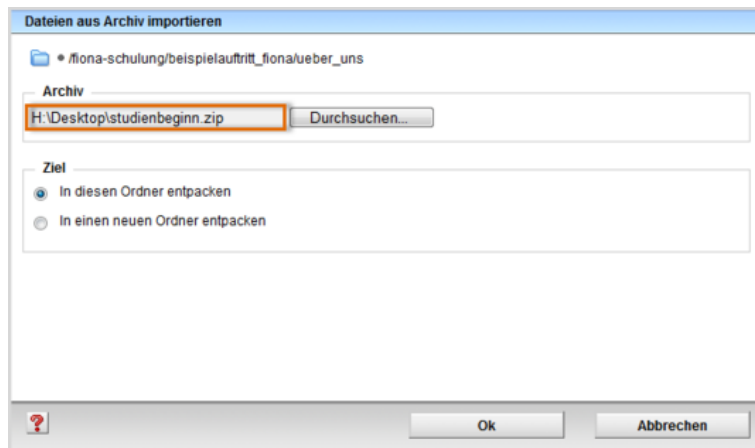 Dateien aus Archiv importieren
/fiona-schulung/beispielauftritt_fiona/ueber_uns
Archiv
H:\Desktop\studienbeginn.zip Durchsuchen...
Ziel
In diesen Ordner entpacken
In einen neuen Ordner entpacken
? Ok Abbrechen